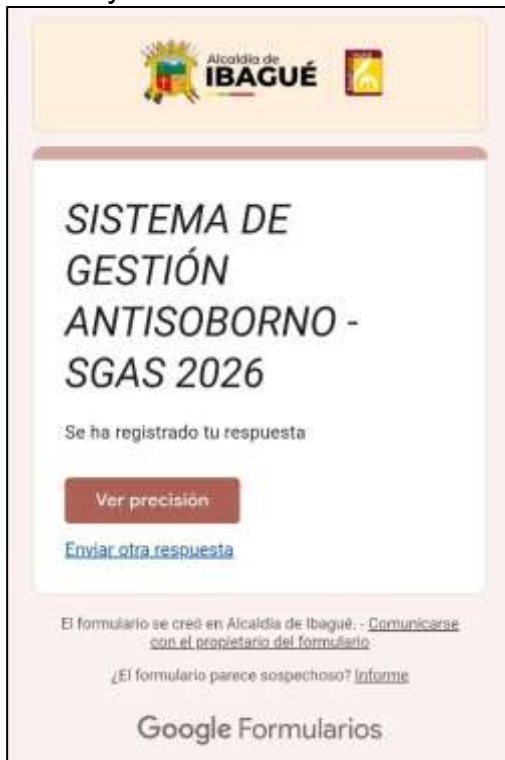 Alcaldía de
IBAGUÉ
SISTEMA DE
GESTIÓN
ANTISOBORNO -
SGAS 2026
Se ha registrado tu respuesta
Ver precisión
Enviar otra respuesta
El formulario se creó en Alcaldía de Ibagué. - Comunicarse
con el propietario del formulario
¿El formulario parece sospechoso? Informe
Google Formularios